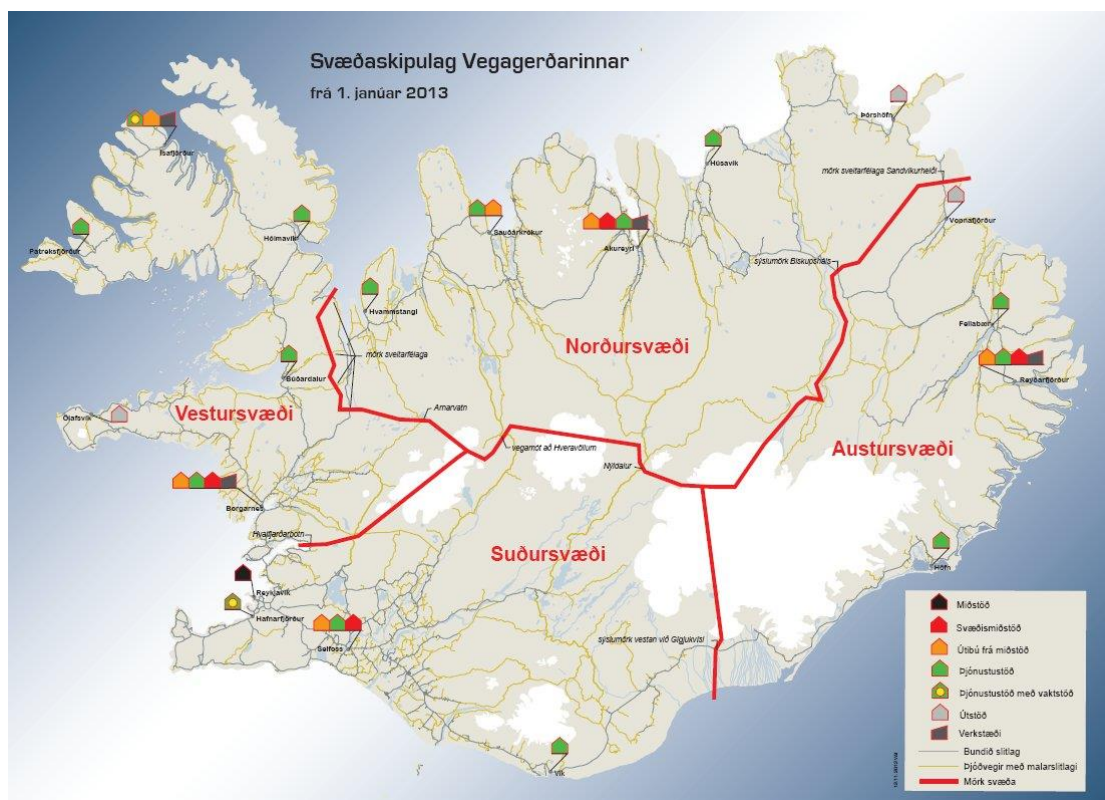 Svæðaskipulag Vegagerðarinnar
frá 1. janúar 2013
Þórshöfn
Ísafjörður
Húsavík
mörk sveitarfélaga Sandvíkurheiði
Vopnafjörður
Patreksfjörður
Hólmavík
Sauðárkrókur
Akureyri
sýslumörk Biskupsháls
Hvammstangi
Fellabær
Norðursvæði
mörk sveitarfélaga
Búðardalur
Reyðarfjörður
Ólafsvík
Vestursvæði
Arnarvatn
vegamót að Hveravöllum
Nýidalur
Austursvæði
Borgarnes
Hvalfjarðarbotn
Suðursvæði
Höfn
Reykjavík
Hafnarfjörður
Selfoss
sýslumörk vestan við Gígjukvísl
Vík
Miðstöð
Svæðismiðstöð
Útibú frá miðstöð
Þjónustustöð
Þjónustustöð með vaktstöð
Útstöð
Verkstæði
Bundið slitlag
Þjóðvegir með malarslitlagi
Mörk svæða